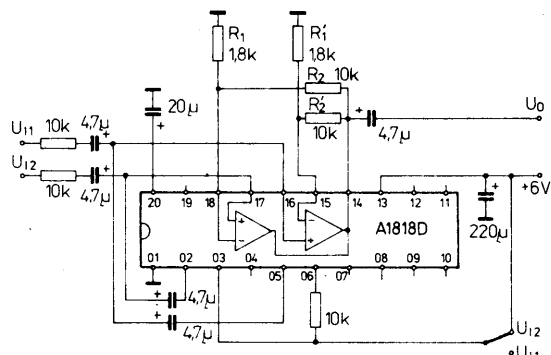 R1
1,8k
R1'
1,8k
R2 10k
R2'
10k
20µ
+
4,7µ
+
U0
U11
10k
4,7µ
+
U12
10k
4,7µ
+
+
+6V
220µ
20 19 18 17 16 15 14 13 12 11
A1818D
+
-
-
+
01 02 03 04 05 06 07 08 09 10
+
4,7µ
+
4,7µ
10k
U12
U11